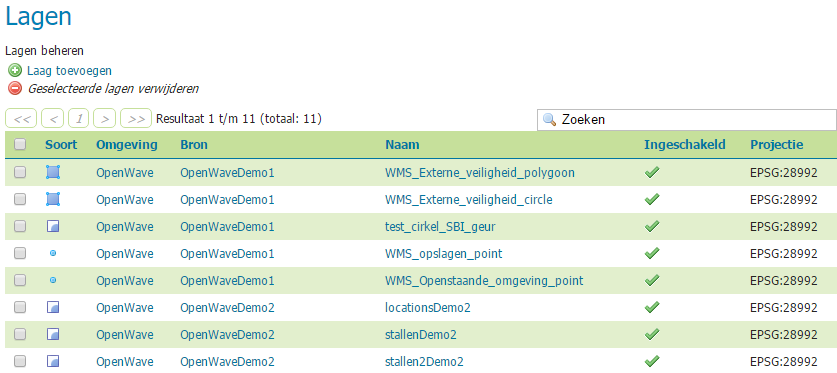 Lagen
Lagen beheren
Laag toevoegen
Geselecteerde lagen verwijderen
<< < 1 > >> Resultaat 1 t/m 11 (totaal: 11) Zoeken
Soort Omgeving Bron Naam Ingeschakeld Projectie
OpenWave OpenWaveDemo1 WMS_Externe_veiligheid_polygoon EPSG:28992
OpenWave OpenWaveDemo1 WMS_Externe_veiligheid_circle EPSG:28992
OpenWave OpenWaveDemo1 test_cirkel_SBI_geur EPSG:28992
OpenWave OpenWaveDemo1 WMS_opslagen_point EPSG:28992
OpenWave OpenWaveDemo1 WMS_Openstaande_omgeving_point EPSG:28992
OpenWave OpenWaveDemo2 locationsDemo2 EPSG:28992
OpenWave OpenWaveDemo2 stallenDemo2 EPSG:28992
OpenWave OpenWaveDemo2 stallen2Demo2 EPSG:28992